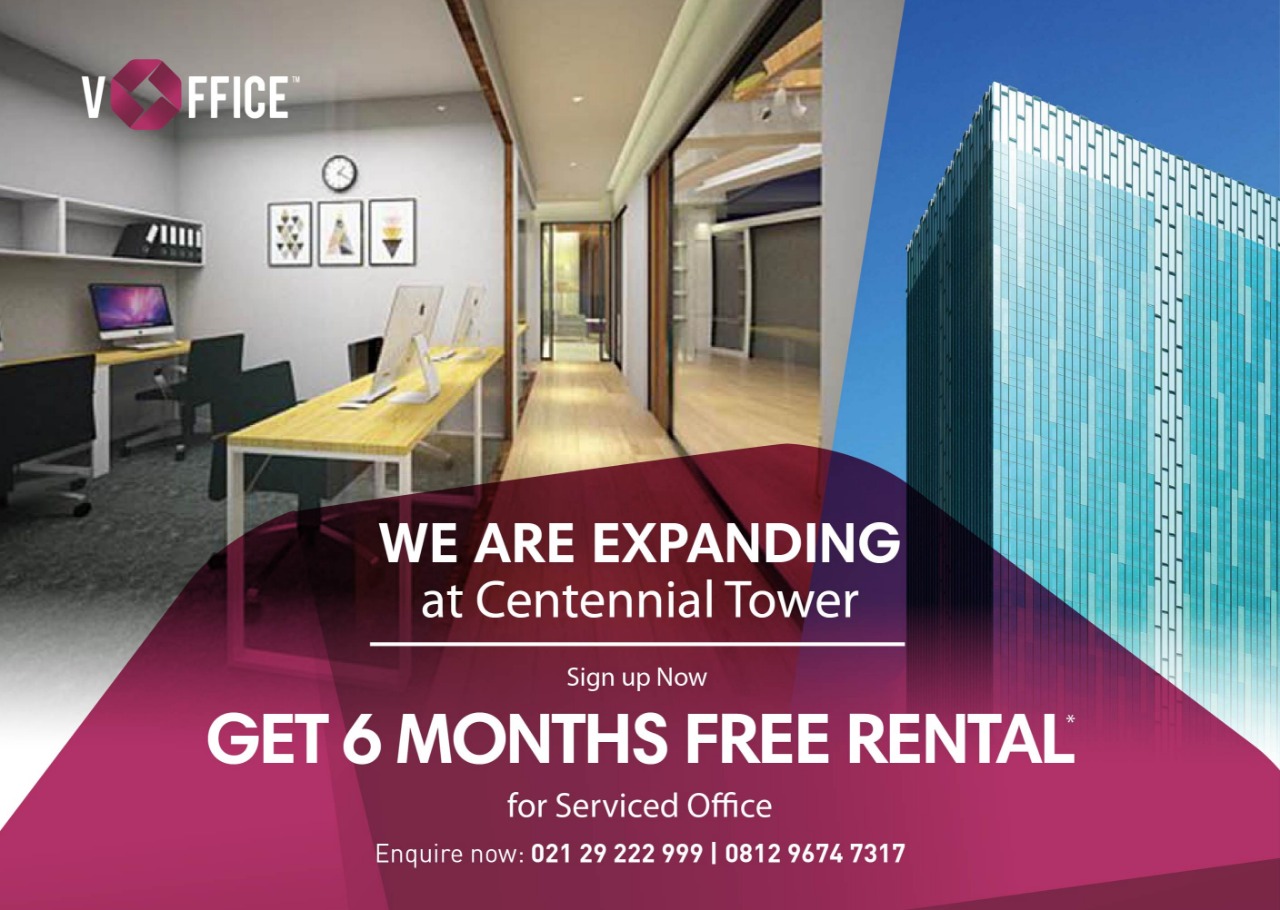 VOFFICE™
WE ARE EXPANDING
at Centennial Tower
Sign up Now
GET 6 MONTHS FREE RENTAL*
for Serviced Office
Enquire now: 021 29 222 999 | 0812 9674 7317